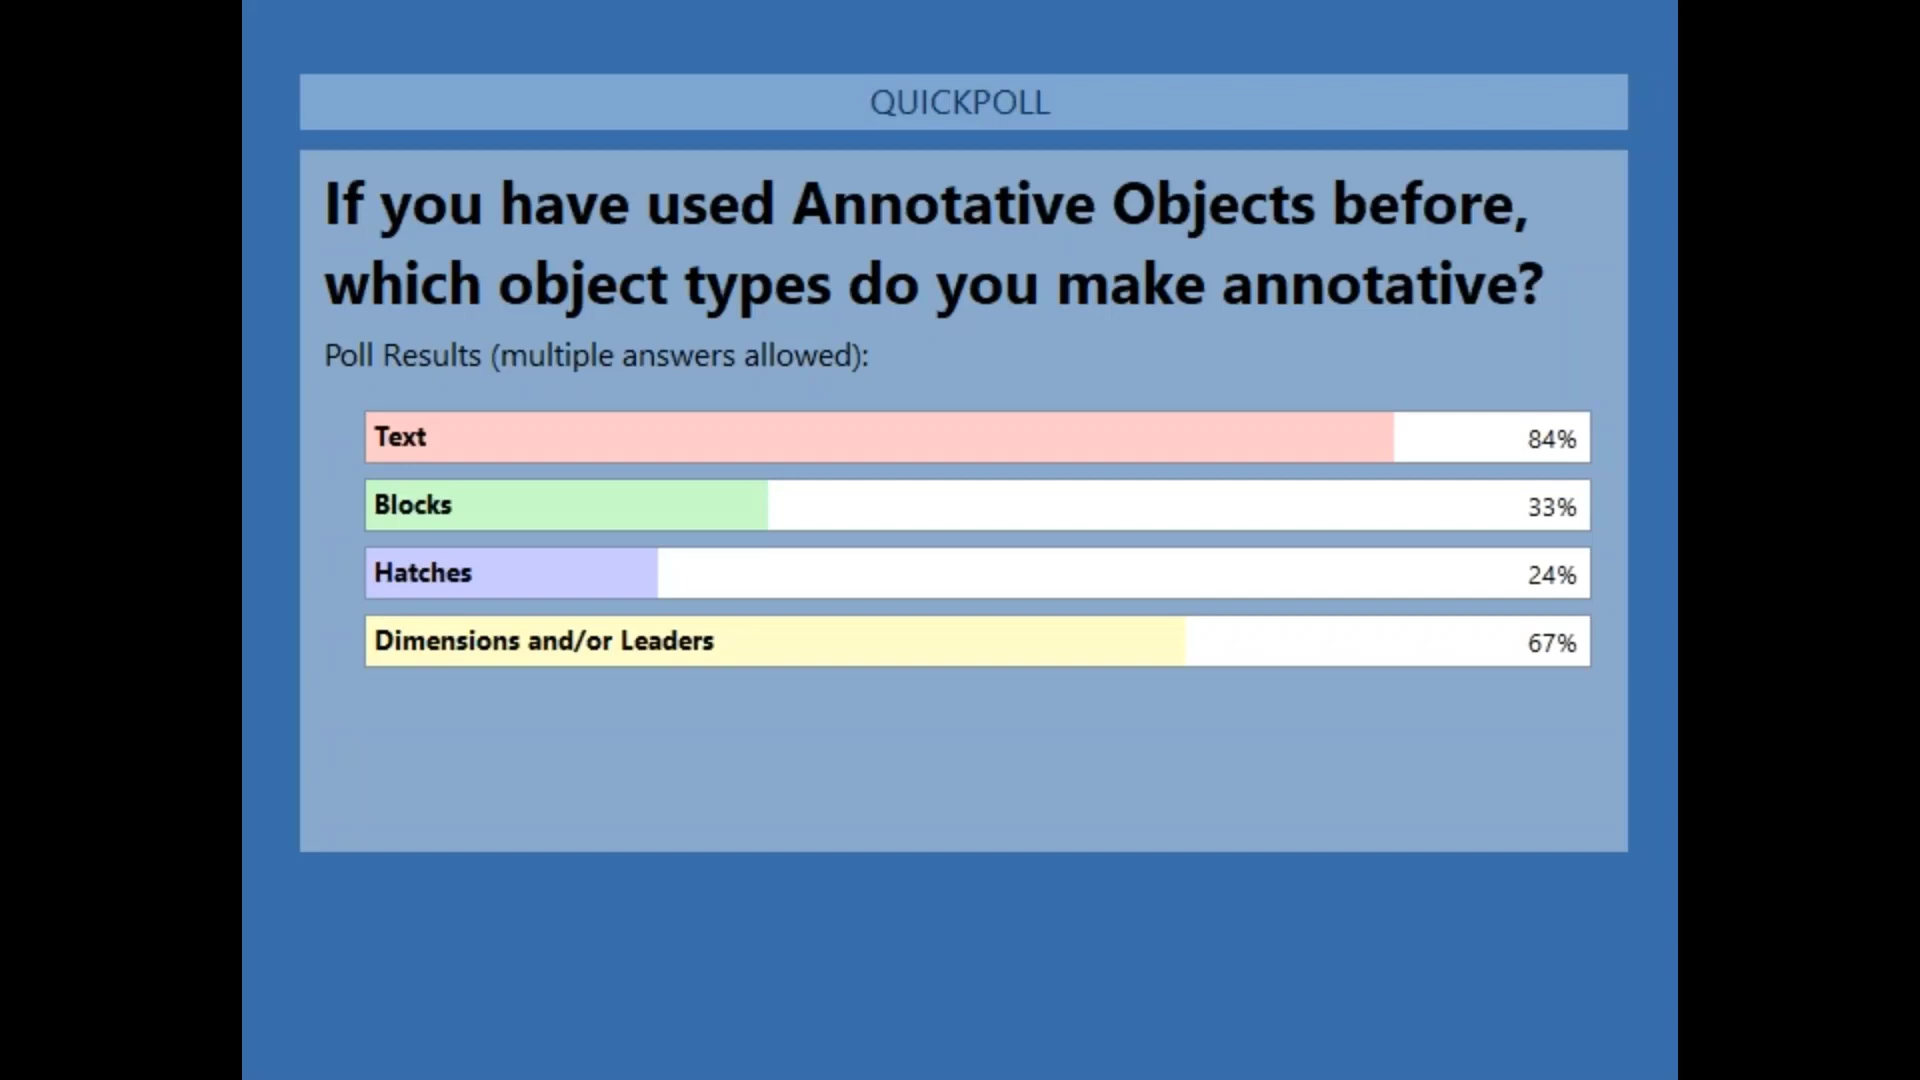 QUICKPOLL
If you have used Annotative Objects before,
which object types do you make annotative?
Poll Results (multiple answers allowed):
Text 84%
Blocks 33%
Hatches 24%
Dimensions and/or Leaders 67%